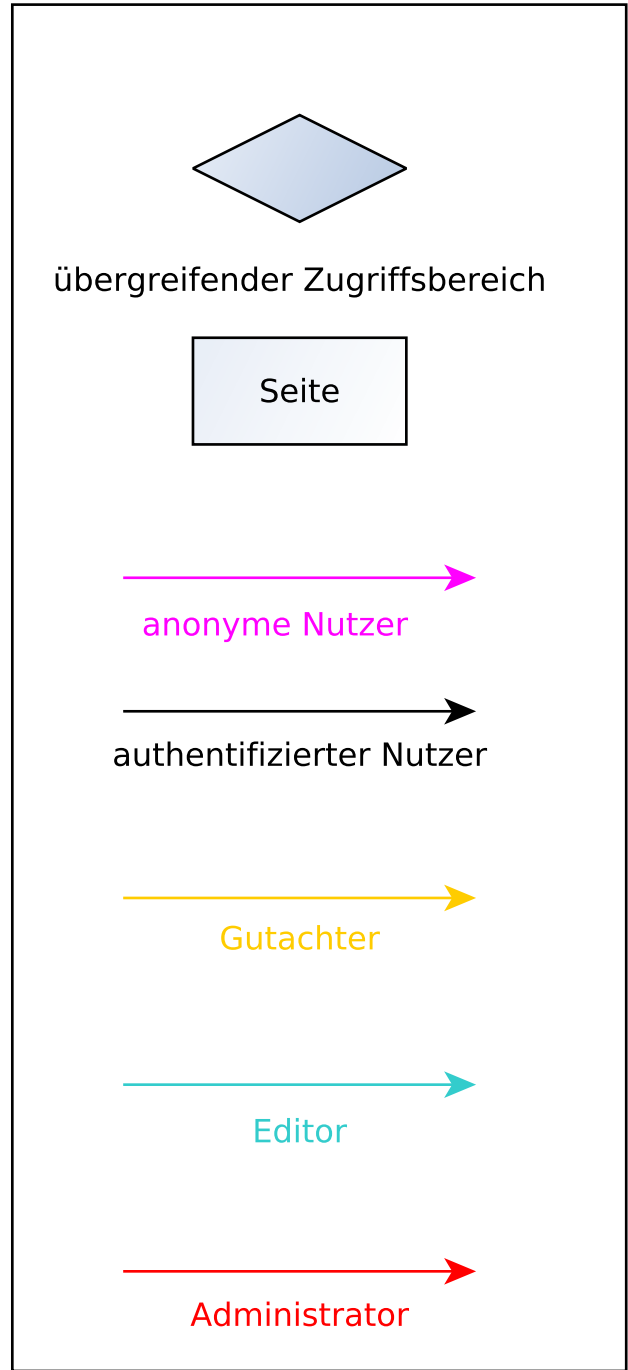 übergreifender Zugriffsbereich
Seite
anonyme Nutzer
authentifizierter Nutzer
Gutachter
Editor
Administrator